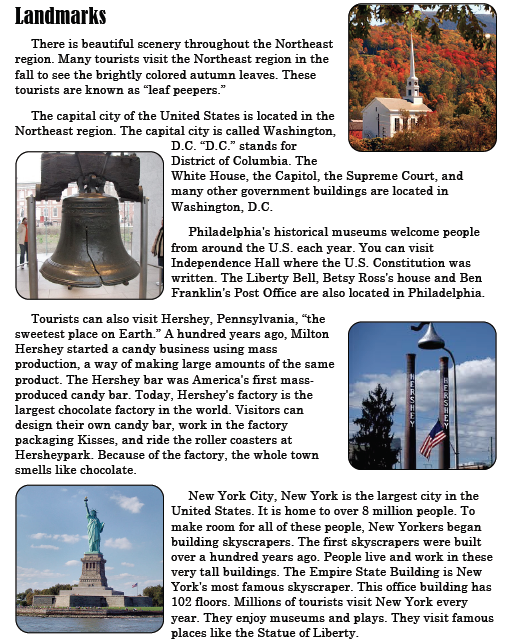 Landmarks
There is beautiful scenery throughout the Northeast
region. Many tourists visit the Northeast region in the
fall to see the brightly colored autumn leaves. These
tourists are known as “leaf peepers.”
The capital city of the United States is located in the
Northeast region. The capital city is called Washington,
D.C. “D.C.” stands for
District of Columbia. The
White House, the Capitol, the Supreme Court, and
many other government buildings are located in
Washington, D.C.
Philadelphia's historical museums welcome people
from around the U.S. each year. You can visit
Independence Hall where the U.S. Constitution was
written. The Liberty Bell, Betsy Ross's house and Ben
Franklin's Post Office are also located in Philadelphia.
Tourists can also visit Hershey, Pennsylvania, “the
sweetest place on Earth.” A hundred years ago, Milton
Hershey started a candy business using mass
production, a way of making large amounts of the same
product. The Hershey bar was America's first mass-
produced candy bar. Today, Hershey's factory is the
largest chocolate factory in the world. Visitors can
design their own candy bar, work in the factory
packaging Kisses, and ride the roller coasters at
Hersheypark. Because of the factory, the whole town
smells like chocolate.
HERSHEY
HERSHEY
New York City, New York is the largest city in the
United States. It is home to over 8 million people. To
make room for all of these people, New Yorkers began
building skyscrapers. The first skyscrapers were built
over a hundred years ago. People live and work in these
very tall buildings. The Empire State Building is New
York's most famous skyscraper. This office building has
102 floors. Millions of tourists visit New York every
year. They enjoy museums and plays. They visit famous
places like the Statue of Liberty.